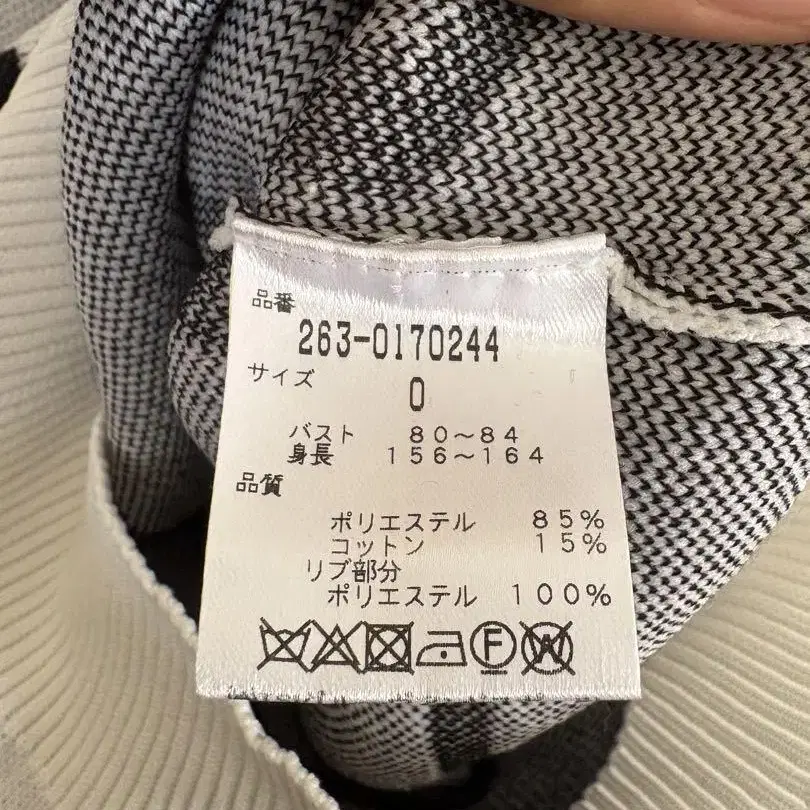 品番
263-0170244
サイズ
0
バスト 80～84
身長 156～164
品質
ポリエステル 85%
コットン 15%
リブ部分
ポリエステル 100%
F W